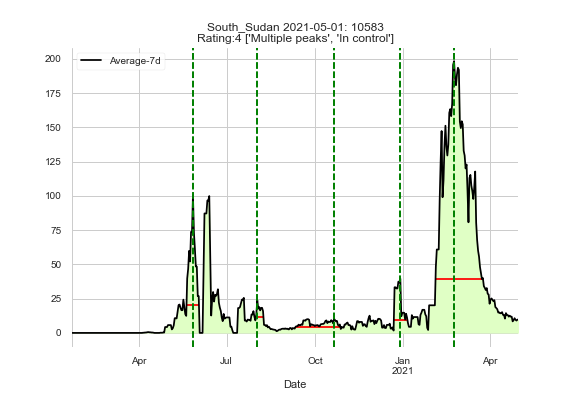 South_Sudan 2021-05-01: 10583
Rating:4 ['Multiple peaks', 'In control']
Average-7d
200
175
150
125
100
75
50
25
0
Apr Jul Oct Jan Apr
2021
Date